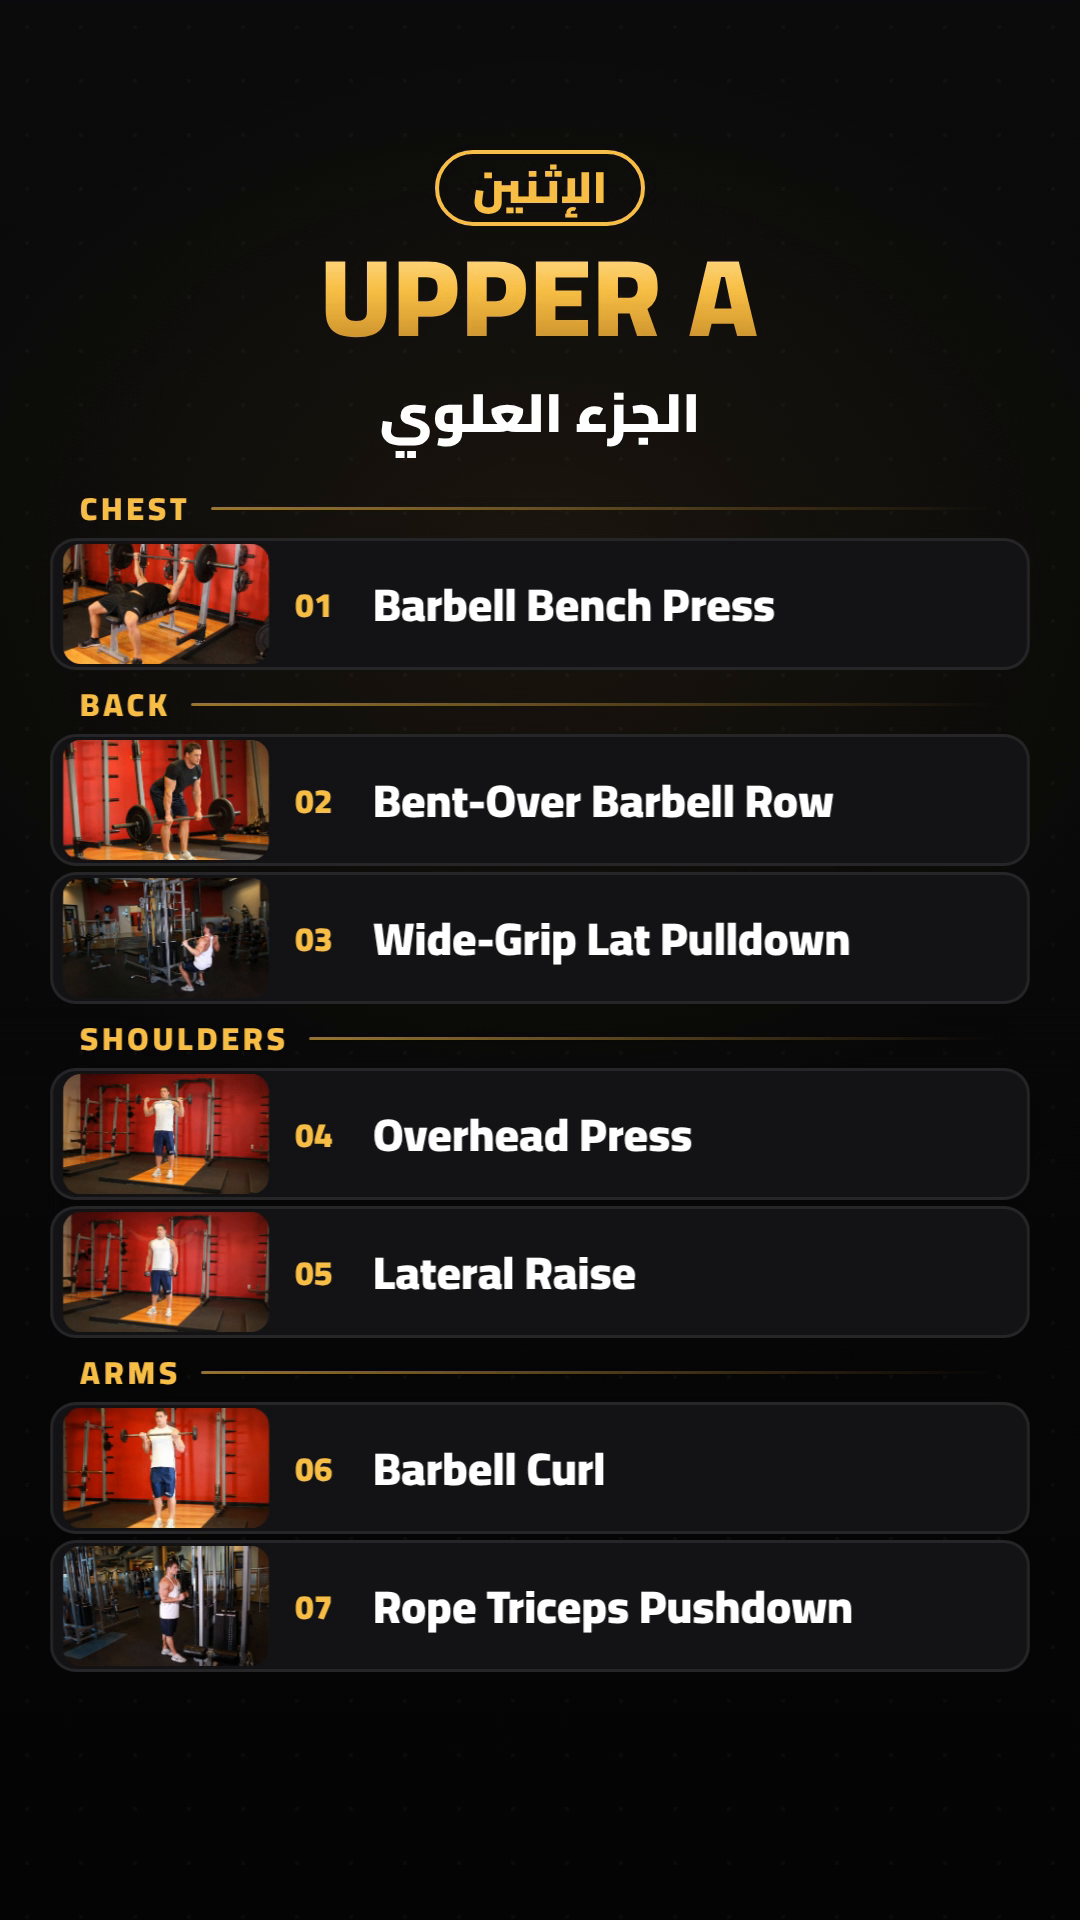 الإثنين
UPPER A
الجزء العلوي
CHEST
01 Barbell Bench Press
BACK
02 Bent-Over Barbell Row
03 Wide-Grip Lat Pulldown
SHOULDERS
04 Overhead Press
05 Lateral Raise
ARMS
06 Barbell Curl
07 Rope Triceps Pushdown